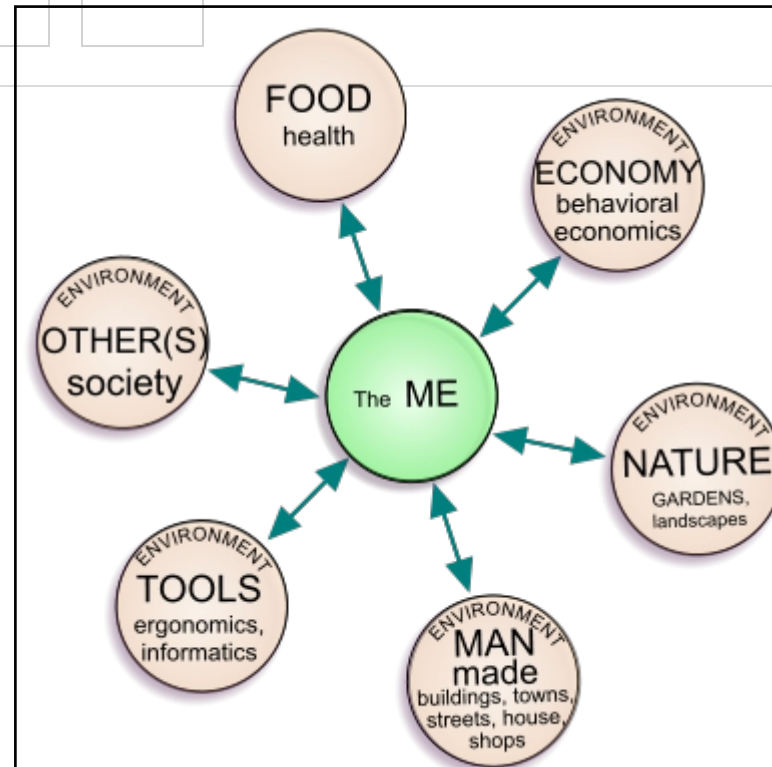 FOOD
health
ENVIRONMENT
ECONOMY
behavioral
economics
ENVIRONMENT
OTHER(S)
society
The ME
ENVIRONMENT
NATURE
GARDENS,
landscapes
ENVIRONMENT
TOOLS
ergonomics,
informatics
ENVIRONMENT
MAN
made
buildings, towns,
streets, house,
shops